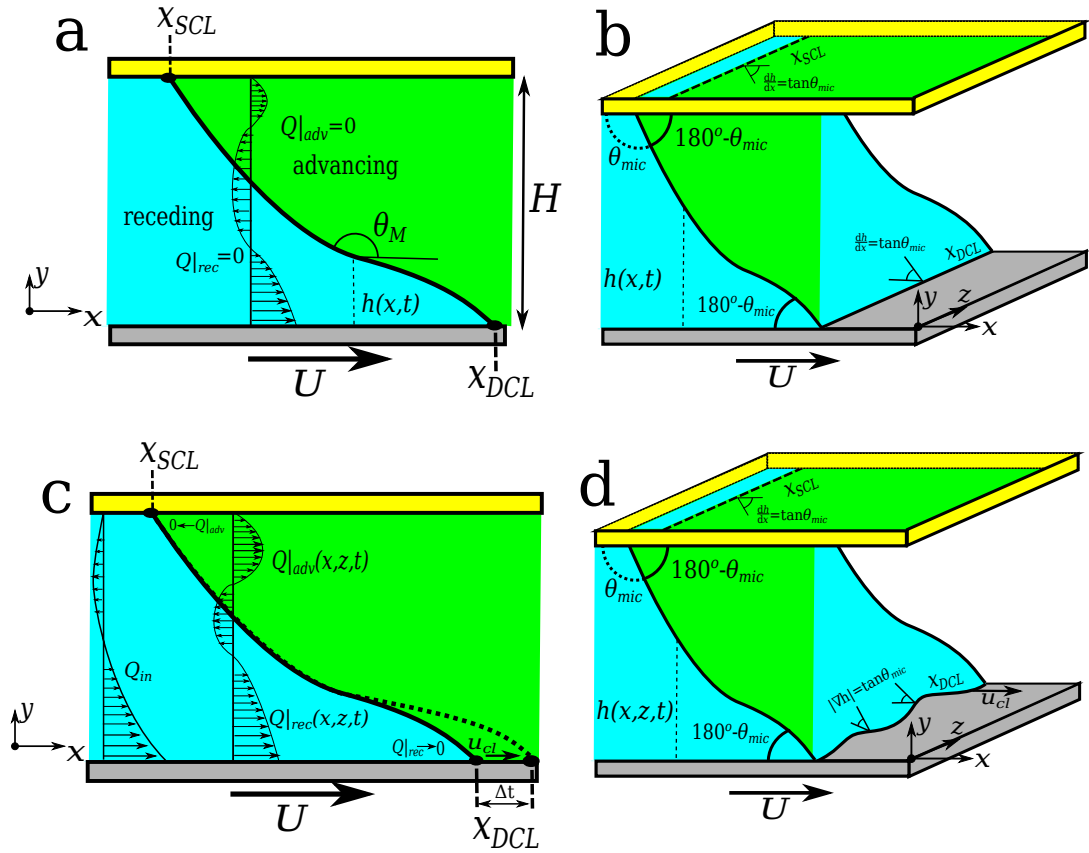 a
x_SCL
Q|_adv=0
advancing
receding
θ_M
H
Q|_rec=0
h(x,t)
y
x
U
x_DCL
b
x_SCL
dh/dx=tanθ_mic
180°-θ_mic
θ_mic
dh/dx=tanθ_mic
x_DCL
h(x,t)
180°-θ_mic
y
z
x
U
c
x_SCL
0←Q|_adv
Q|_adv(x,z,t)
Q_in
Q|_rec(x,z,t)
Q|_rec→0
u_cl
y
x
Δt
U
x_DCL
d
x_SCL
dh/dx=tanθ_mic
180°-θ_mic
θ_mic
|∇h|=tanθ_mic
x_DCL
u_cl
h(x,z,t)
180°-θ_mic
y
z
x
U